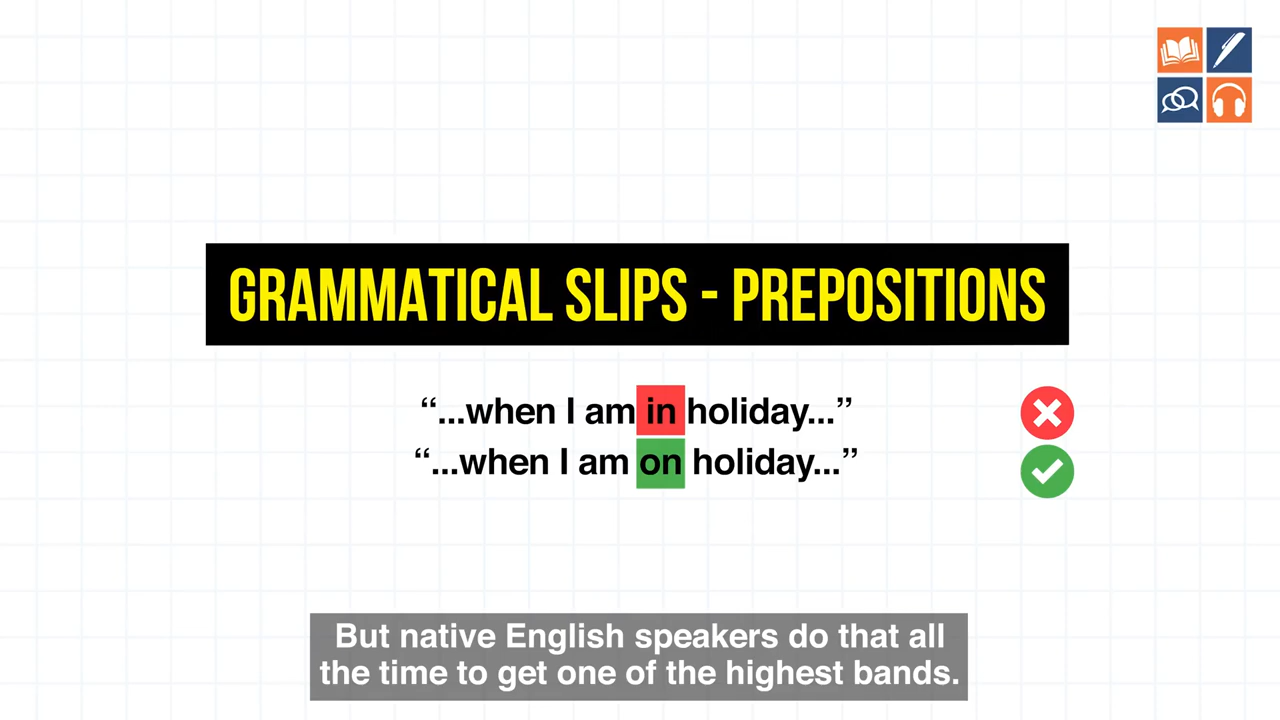 GRAMMATICAL SLIPS - PREPOSITIONS
“...when I am in holiday...”
“...when I am on holiday...”
But native English speakers do that all
the time to get one of the highest bands.